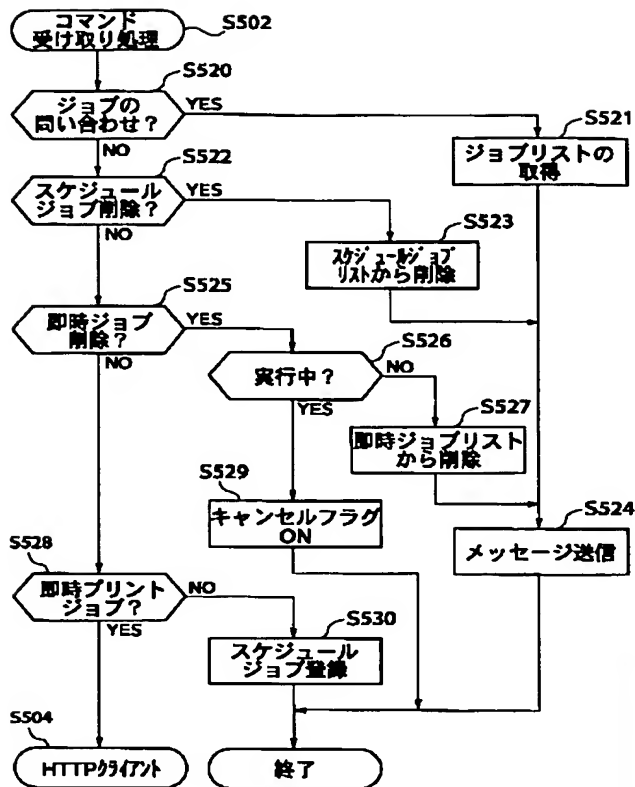 コマンド
受け取り処理
S502
S520
ジョブの
問い合わせ？
YES
NO
S521
ジョブリストの
取得
S522
スケジュール
ジョブ削除？
YES
NO
S523
スケジュールジョブ
リストから削除
S525
即時ジョブ
削除？
YES
NO
S526
実行中？
NO
YES
S527
即時ジョブリスト
から削除
S529
キャンセルフラグ
ON
S524
メッセージ送信
S528
即時プリント
ジョブ？
NO
YES
S530
スケジュール
ジョブ登録
S504
HTTPクライアント
終了